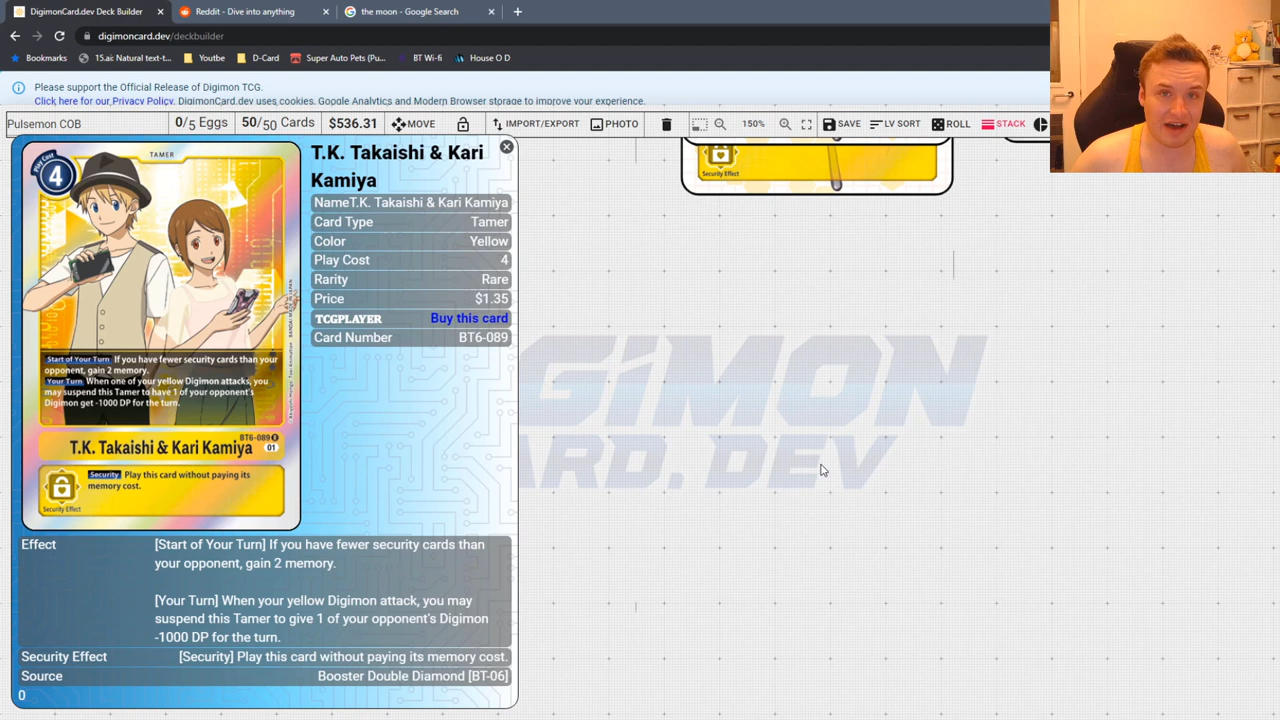 DigimonCard.dev Deck Builder
Reddit - Dive into anything
the moon - Google Search
digimoncard.dev/deckbuilder
Bookmarks
15.ai: Natural text-t...
Youtbe
D-Card
Super Auto Pets (Pu...
BT Wi-fi
House O D
Please support the Official Release of Digimon TCG.
Click here for our Privacy Policy. DigimonCard.dev uses cookies. Google Analytics and Modern Browser storage to improve your experience.
Pulsemon COB
0/5 Eggs
50/50 Cards
$536.31
MOVE
IMPORT/EXPORT
PHOTO
150%
SAVE
LV SORT
ROLL
STACK
Play Cost
4
TAMER
Start of Your Turn If you have fewer security cards than your
opponent, gain 2 memory.
Your Turn When one of your yellow Digimon attacks, you
may suspend this Tamer to have 1 of your opponent's
Digimon get -1000 DP for the turn.
BT6-089 R
T.K. Takaishi & Kari Kamiya
01
Security Play this card without paying its
memory cost.
Security Effect
T.K. Takaishi & Kari
Kamiya
Name T.K. Takaishi & Kari Kamiya
Card Type Tamer
Color Yellow
Play Cost 4
Rarity Rare
Price $1.35
TCGPLAYER Buy this card
Card Number BT6-089
Effect
[Start of Your Turn] If you have fewer security cards than
your opponent, gain 2 memory.
[Your Turn] When your yellow Digimon attack, you may
suspend this Tamer to give 1 of your opponent's Digimon
-1000 DP for the turn.
Security Effect [Security] Play this card without paying its memory cost.
Source Booster Double Diamond [BT-06]
0
Security Effect
GIMON
ARD.DEV